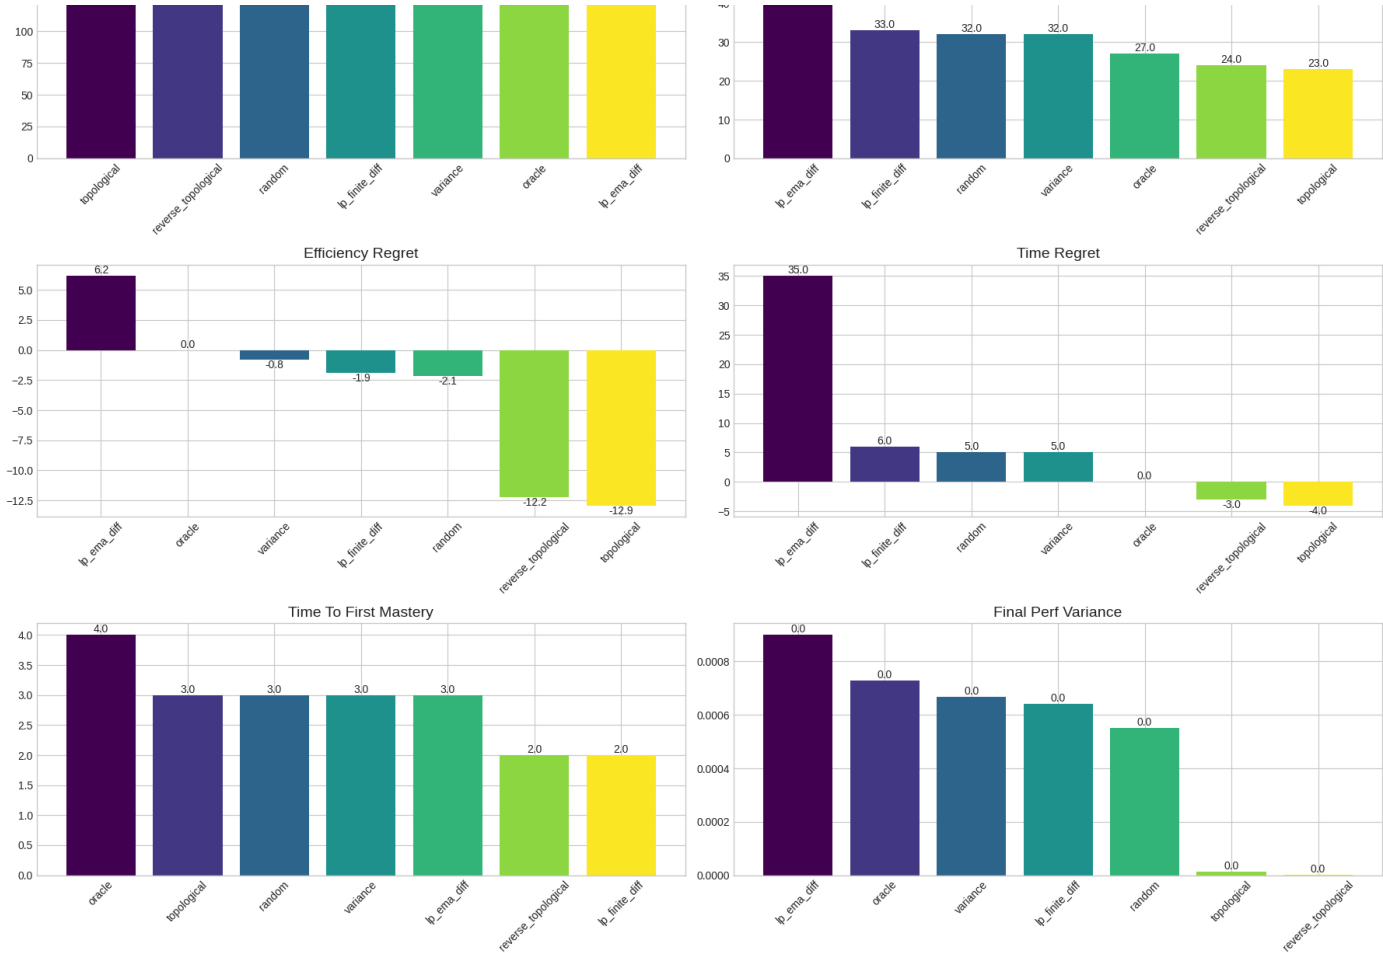 100
75
50
25
0
topological
reverse_topological
random
lp_finite_diff
variance
oracle
lp_ema_diff
40
30
20
10
0
33.0
32.0
32.0
27.0
24.0
23.0
lp_ema_diff
lp_finite_diff
random
variance
oracle
reverse_topological
topological
Efficiency Regret
5.0
2.5
0.0
−2.5
−5.0
−7.5
−10.0
−12.5
6.2
0.0
-0.8
-1.9
-2.1
-12.2
-12.9
lp_ema_diff
oracle
variance
lp_finite_diff
random
reverse_topological
topological
Time Regret
35
30
25
20
15
10
5
0
−5
35.0
6.0
5.0
5.0
0.0
-3.0
-4.0
lp_ema_diff
lp_finite_diff
random
variance
oracle
reverse_topological
topological
Time To First Mastery
4.0
3.5
3.0
2.5
2.0
1.5
1.0
0.5
0.0
4.0
3.0
3.0
3.0
3.0
2.0
2.0
oracle
topological
random
variance
lp_ema_diff
reverse_topological
lp_finite_diff
Final Perf Variance
0.0008
0.0006
0.0004
0.0002
0.0000
0.0
0.0
0.0
0.0
0.0
0.0
0.0
lp_ema_diff
oracle
variance
lp_finite_diff
random
topological
reverse_topological